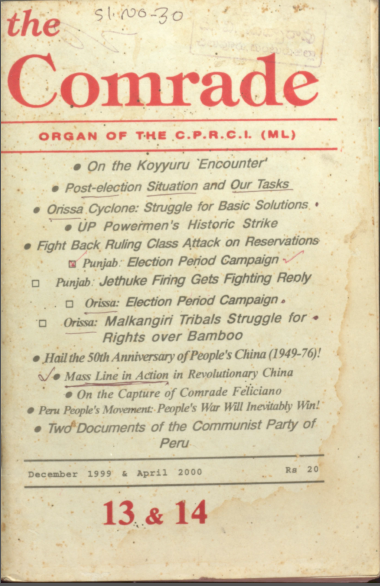 Sl. NO-30
the
Comrade
ORGAN OF THE C.P.R.C.I. (ML)
● On the Koyyuru `Encounter'
● Post-election Situation and Our Tasks
● Orissa Cyclone: Struggle for Basic Solutions
● UP Powermen's Historic Strike
● Fight Back Ruling Class Attack on Reservations
□ Punjab: Election Period Campaign
□ Punjab: Jethuke Firing Gets Fighting Reply
□ Orissa: Election Period Campaign
□ Orissa: Malkangiri Tribals Struggle for
Rights over Bamboo
● Hail the 50th Anniversary of People's China (1949-76)!
● Mass Line in Action in Revolutionary China
● On the Capture of Comrade Feliciano
● Peru People's Movement: People's War Will Inevitably Win!
● Two Documents of the Communist Party of
Peru
December 1999 & April 2000 Rs 20
13 & 14